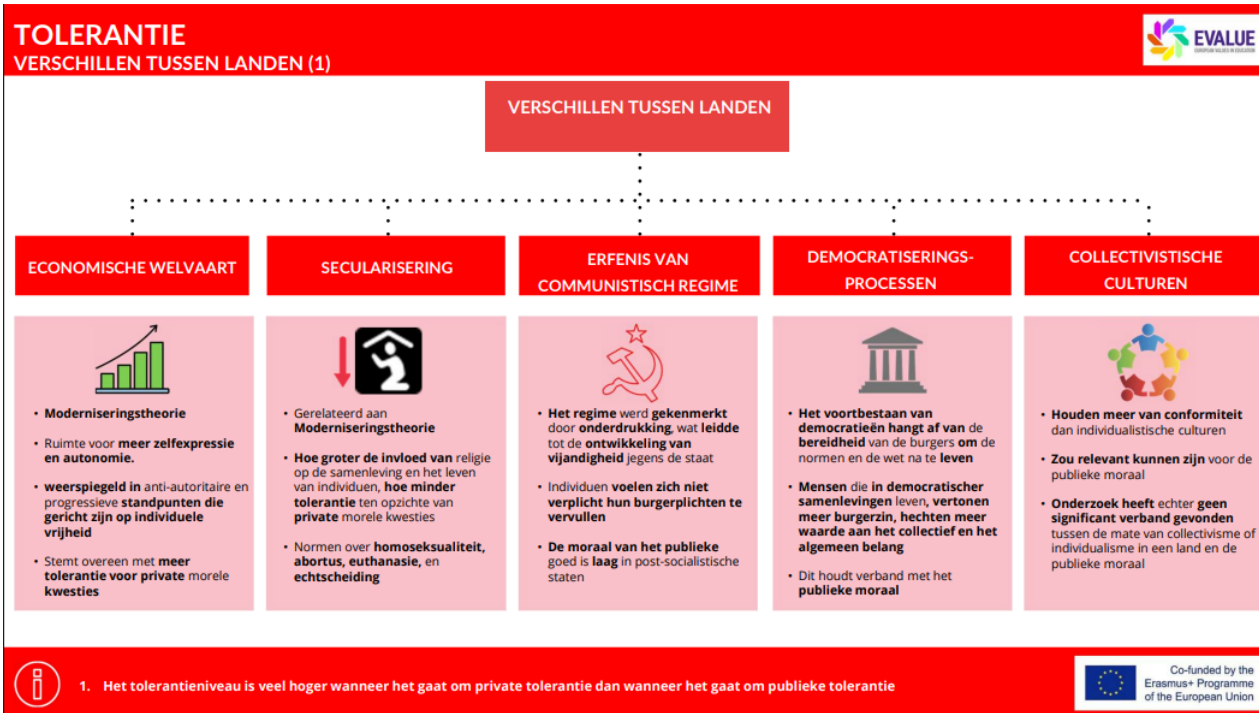 TOLERANTIE
VERSCHILLEN TUSSEN LANDEN (1)
EVALUE
EUROPEAN VALUES IN EDUCATION
VERSCHILLEN TUSSEN LANDEN
ECONOMISCHE WELVAART
• Moderniseringstheorie
• Ruimte voor meer zelfexpressie
en autonomie.
• weerspiegeld in anti-autoritaire en
progressieve standpunten die
gericht zijn op individuele
vrijheid
• Stemt overeen met meer
tolerantie voor private morele
kwesties
SECULARISERING
• Gerelateerd aan
Moderniseringstheorie
• Hoe groter de invloed van religie
op de samenleving en het leven
van individuen, hoe minder
tolerantie ten opzichte van
private morele kwesties
• Normen over homoseksualiteit,
abortus, euthanasie, en
echtscheiding
ERFENIS VAN
COMMUNISTISCH REGIME
• Het regime werd gekenmerkt
door onderdrukking, wat leidde
tot de ontwikkeling van
vijandigheid jegens de staat
• Individuen voelen zich niet
verplicht hun burgerplichten te
vervullen
• De moraal van het publieke
goed is laag in post-socialistische
staten
DEMOCRATISERINGS-
PROCESSEN
• Het voortbestaan van
democratieën hangt af van de
bereidheid van de burgers om de
normen en de wet na te leven
• Mensen die in democratischer
samenlevingen leven, vertonen
meer burgerzin, hechten meer
waarde aan het collectief en het
algemeen belang
• Dit houdt verband met het
publieke moraal
COLLECTIVISTISCHE
CULTUREN
• Houden meer van conformiteit
dan individualistische culturen
• Zou relevant kunnen zijn voor de
publieke moraal
• Onderzoek heeft echter geen
significant verband gevonden
tussen de mate van collectivisme of
individualisme in een land en de
publieke moraal
1. Het tolerantieniveau is veel hoger wanneer het gaat om private tolerantie dan wanneer het gaat om publieke tolerantie
Co-funded by the
Erasmus+ Programme
of the European Union